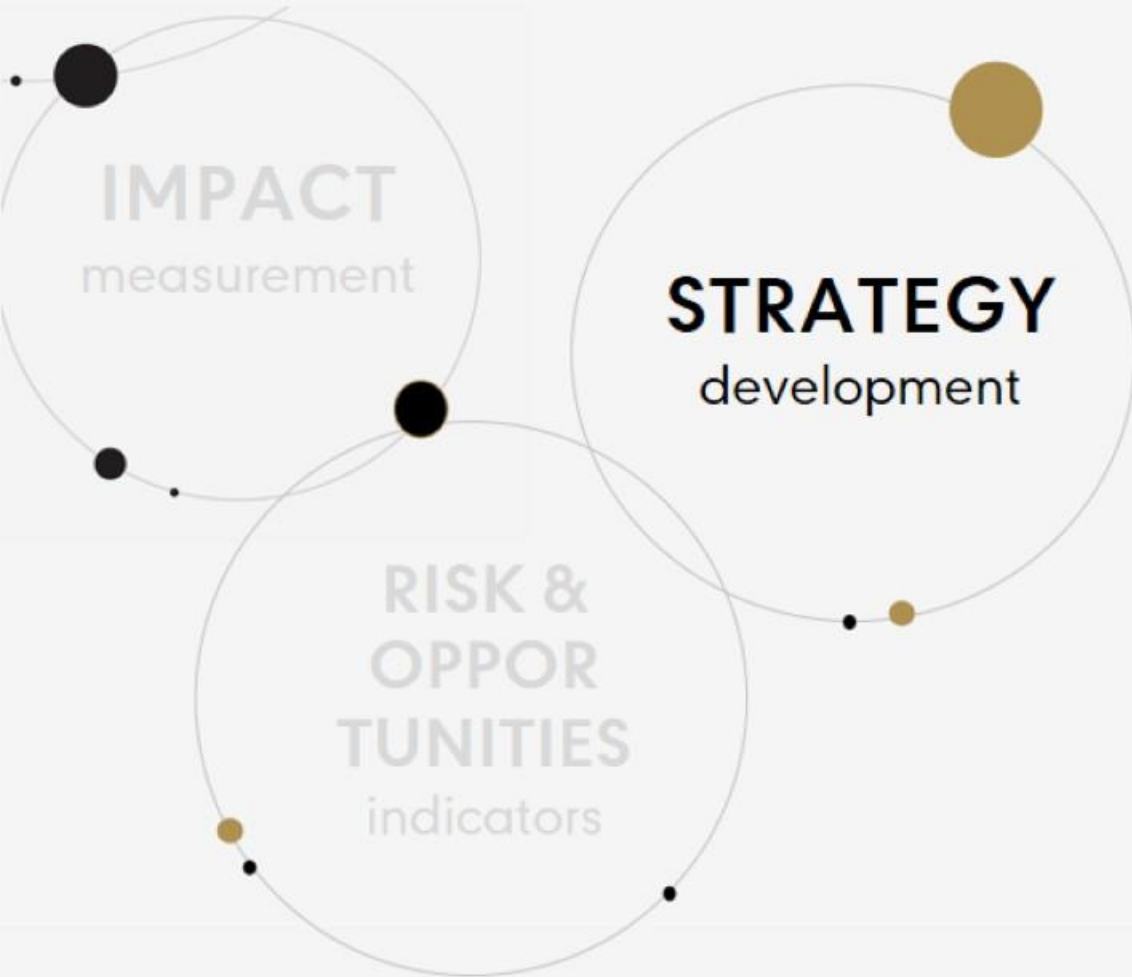 IMPACT
measurement
STRATEGY
development
RISK &
OPPOR
TUNITIES
indicators